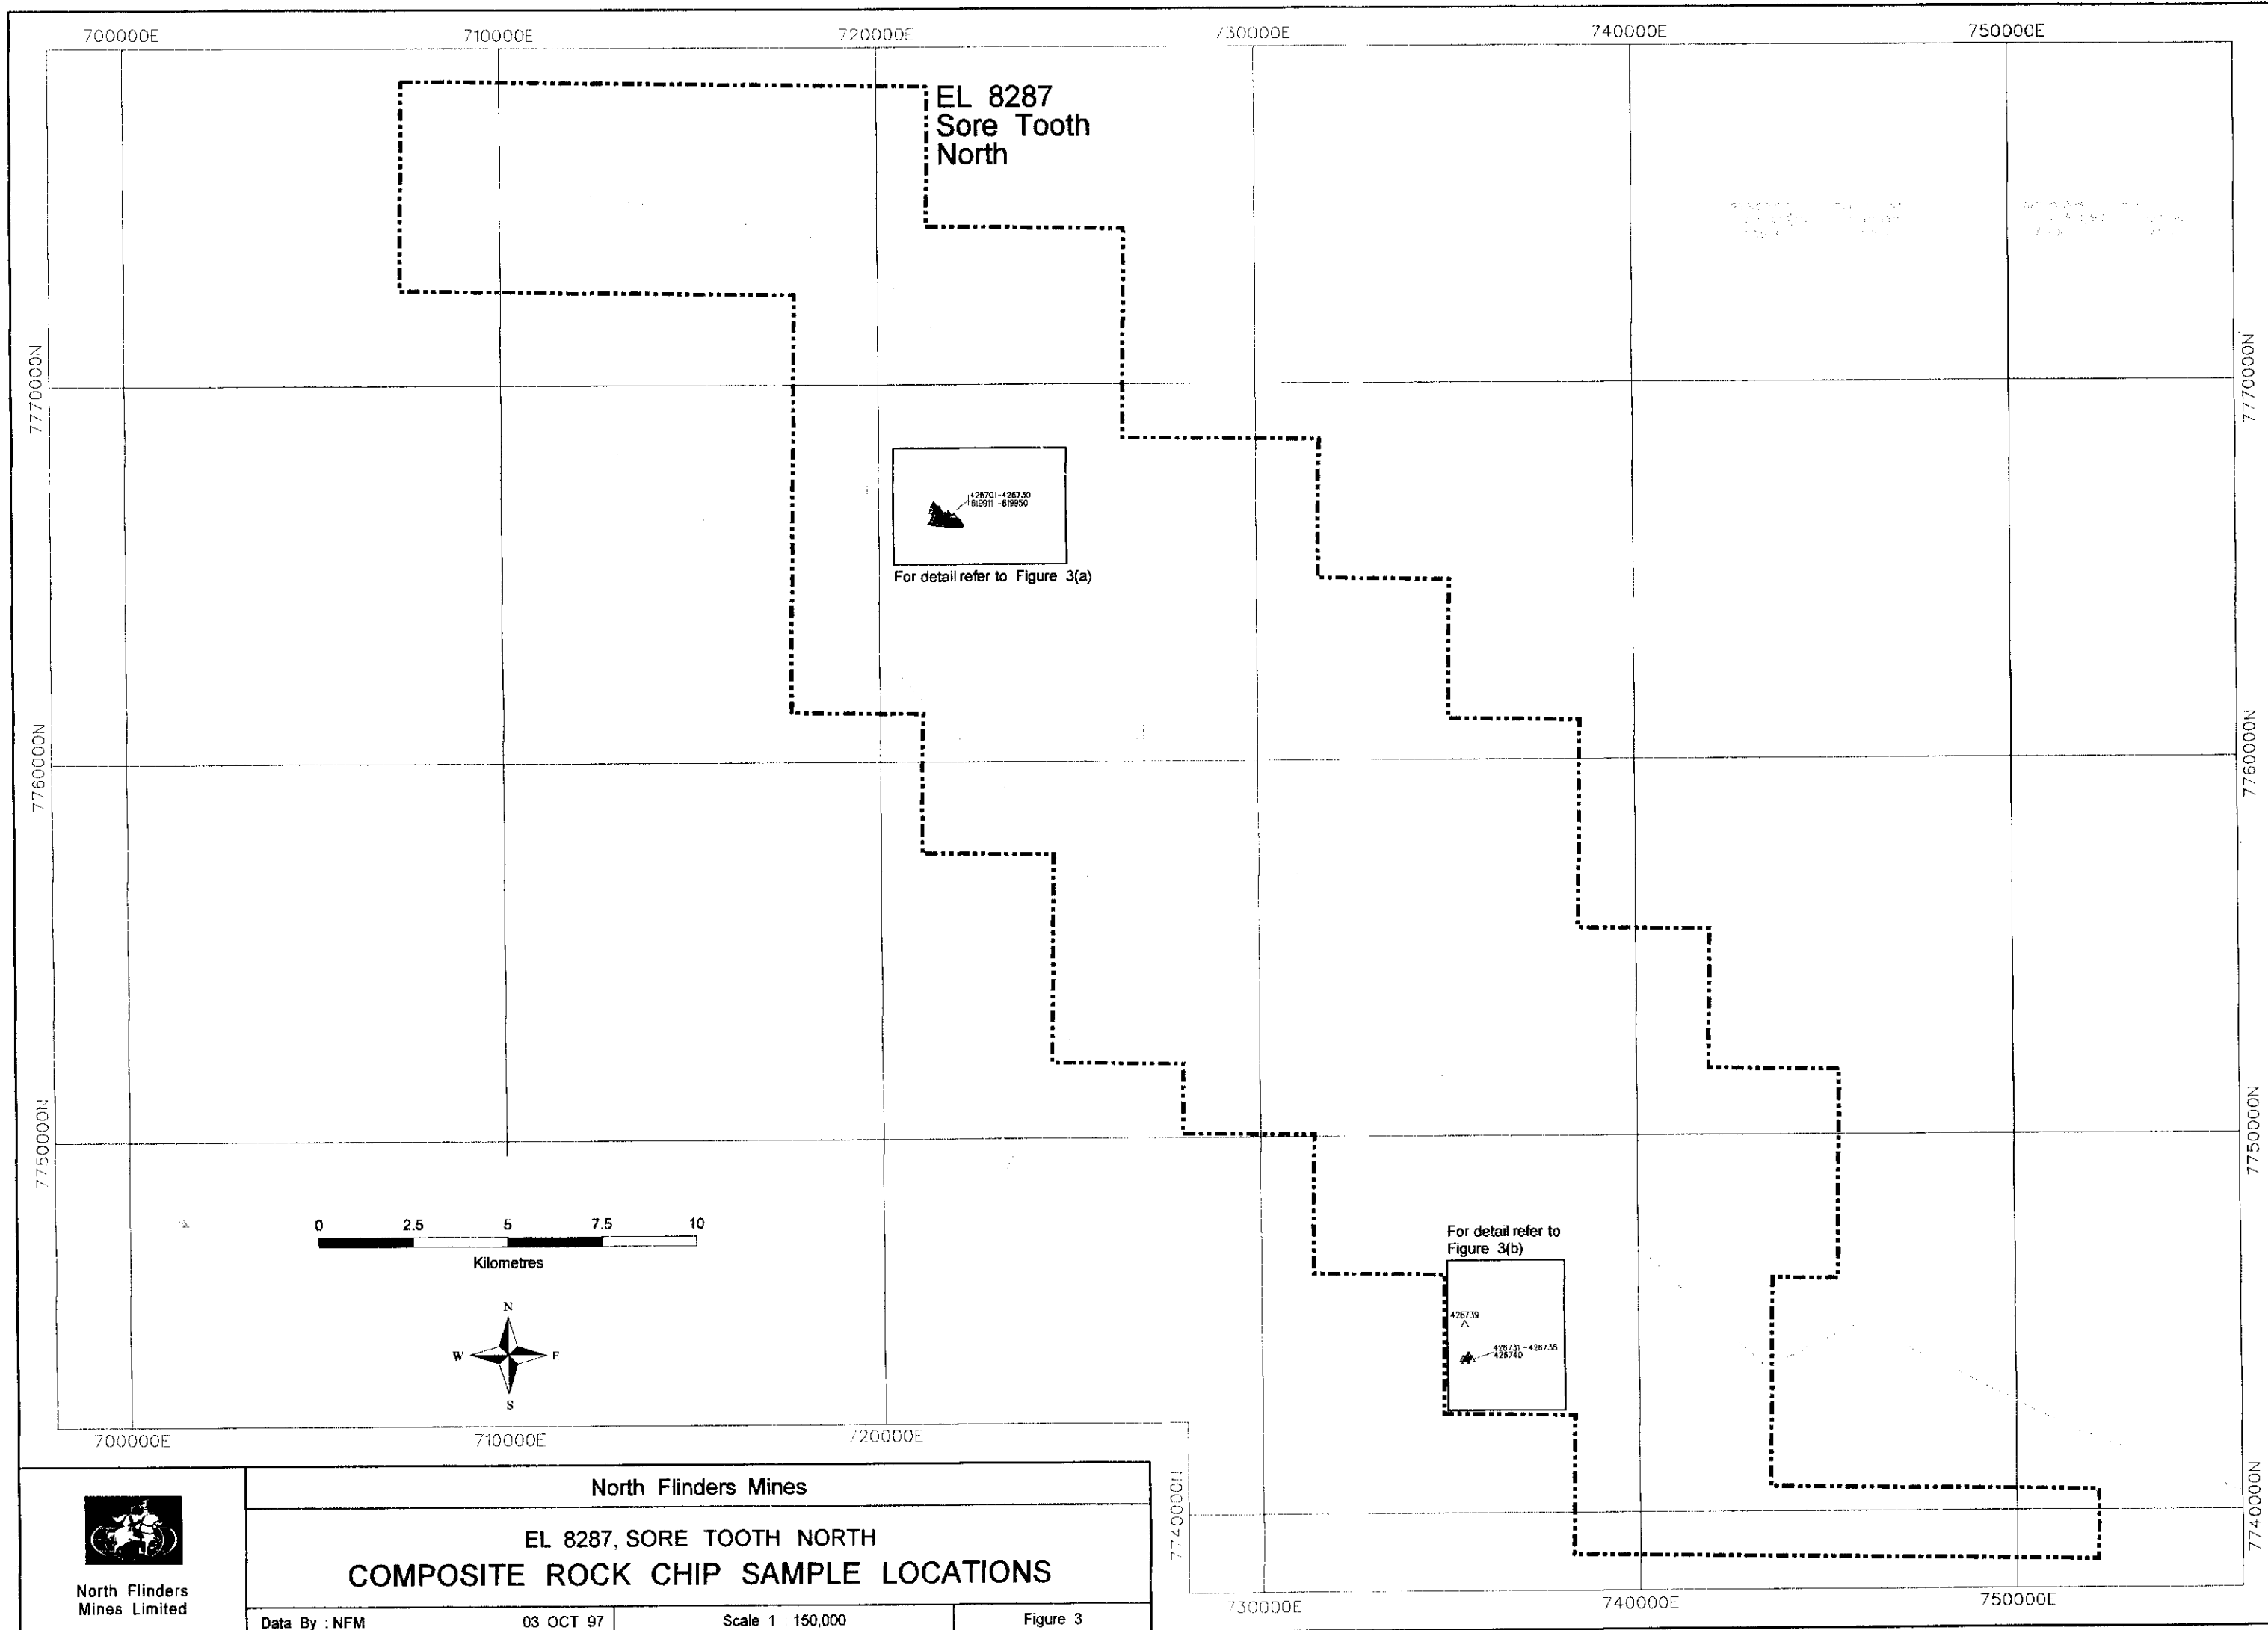 700000E 710000E 720000E 730000E 740000E 750000E
EL 8287
Sore Tooth
North
7770000N
7770000N
426701-426730
619911-619950
For detail refer to Figure 3(a)
7760000N
7760000N
7750000N
7750000N
0 2.5 5 7.5 10
Kilometres
N
W E
S
For detail refer to
Figure 3(b)
426739
426731-426738
426740
700000E 710000E 720000E
7740000N
7740000N
730000E 740000E 750000E
North Flinders
Mines Limited
North Flinders Mines
EL 8287, SORE TOOTH NORTH
COMPOSITE ROCK CHIP SAMPLE LOCATIONS
Data By : NFM 03 OCT 97 Scale 1 : 150,000 Figure 3